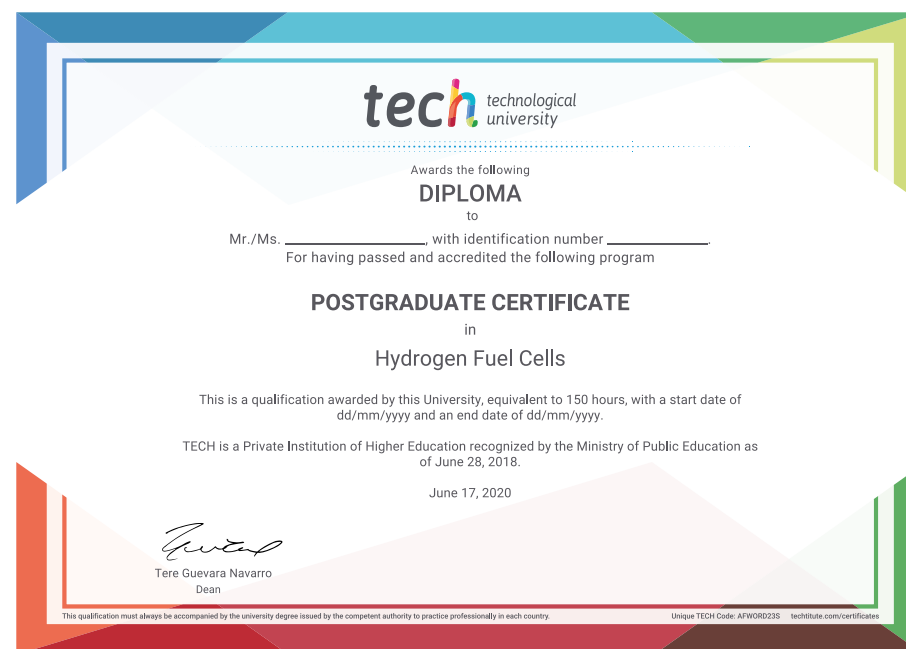 tech technological
university
Awards the following
DIPLOMA
to
Mr./Ms. ________________, with identification number ____________.
For having passed and accredited the following program
POSTGRADUATE CERTIFICATE
in
Hydrogen Fuel Cells
This is a qualification awarded by this University, equivalent to 150 hours, with a start date of
dd/mm/yyyy and an end date of dd/mm/yyyy.
TECH is a Private Institution of Higher Education recognized by the Ministry of Public Education as
of June 28, 2018.
June 17, 2020
Tere Guevara Navarro
Dean
This qualification must always be accompanied by the university degree issued by the competent authority to practice professionally in each country.
Unique TECH Code: AFWORD23S techtitute.com/certificates